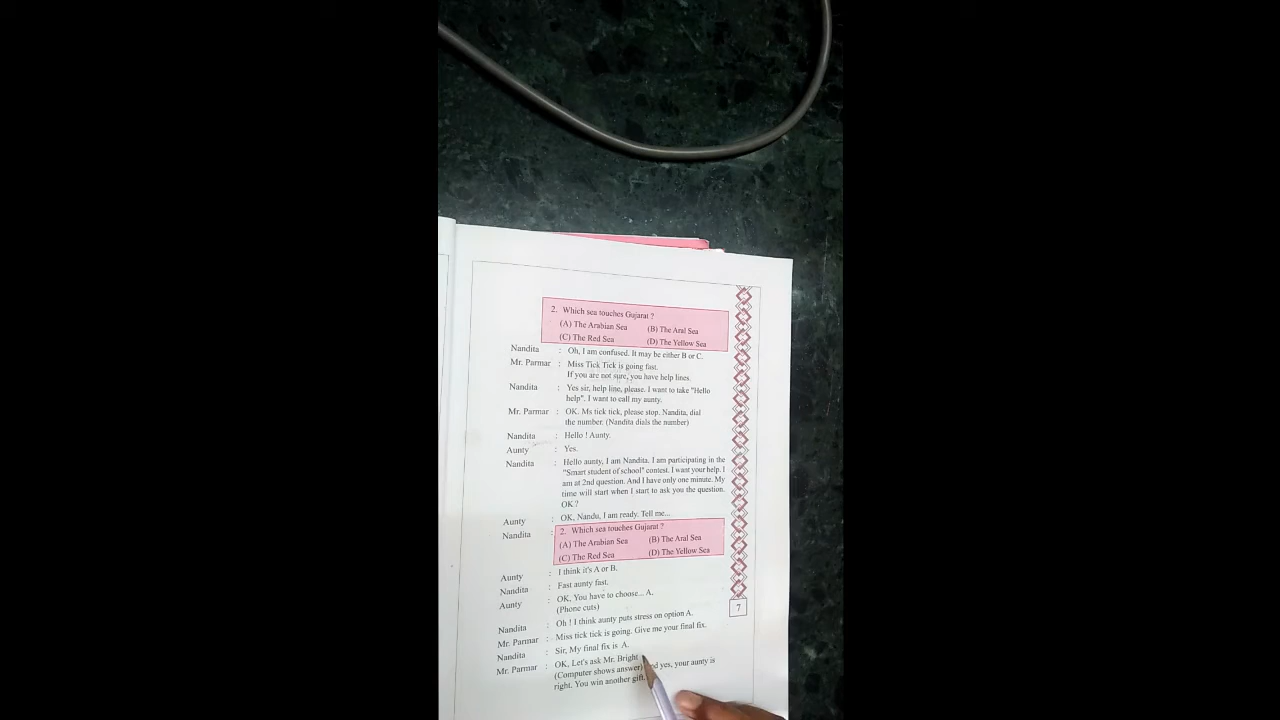 2. Which sea touches Gujarat ?
(A) The Arabian Sea (B) The Aral Sea
(C) The Red Sea (D) The Yellow Sea
Nandita : Oh, I am confused. It may be either B or C.
Mr. Parmar : Miss Tick Tick is going fast.
If you are not sure, you have help lines.
Nandita : Yes sir, help line, please. I want to take "Hello
help". I want to call my aunty.
Mr. Parmar : OK. Ms tick tick, please stop. Nandita, dial
the number. (Nandita dials the number)
Nandita : Hello ! Aunty.
Aunty : Yes.
Nandita : Hello aunty, I am Nandita. I am participating in the
"Smart student of school" contest. I want your help. I
am at 2nd question. And I have only one minute. My
time will start when I start to ask you the question.
OK ?
Aunty : OK, Nandu, I am ready. Tell me...
Nandita : 2. Which sea touches Gujarat ?
(A) The Arabian Sea (B) The Aral Sea
(C) The Red Sea (D) The Yellow Sea
Aunty : I think it's A or B.
Nandita : Fast aunty fast.
Aunty : OK, You have to choose... A.
(Phone cuts)
Nandita : Oh ! I think aunty puts stress on option A.
Mr. Parmar : Miss tick tick is going. Give me your final fix.
Nandita : Sir, My final fix is A.
Mr. Parmar : OK, Let's ask Mr. Bright
(Computer shows answer) yes, your aunty is
right. You win another gift.
7